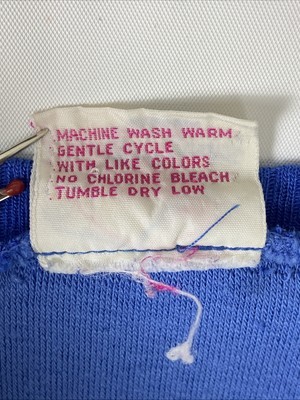 MACHINE WASH WARM
GENTLE CYCLE
WITH LIKE COLORS
NO CHLORINE BLEACH
TUMBLE DRY LOW